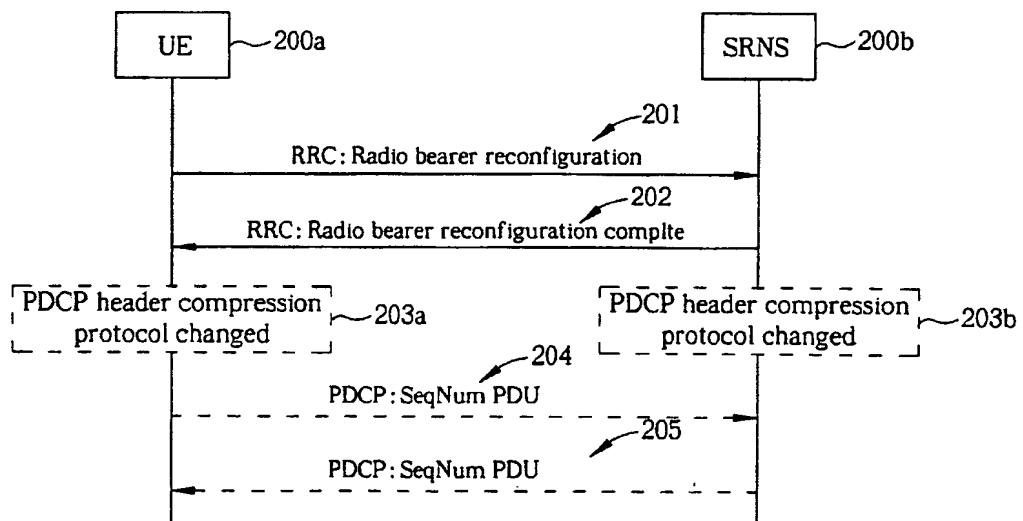 UE
200a
SRNS
200b
201
RRC: Radio bearer reconfiguration
202
RRC: Radio bearer reconfiguration complte
PDCP header compression
protocol changed
203a
PDCP header compression
protocol changed
203b
204
PDCP: SeqNum PDU
205
PDCP: SeqNum PDU